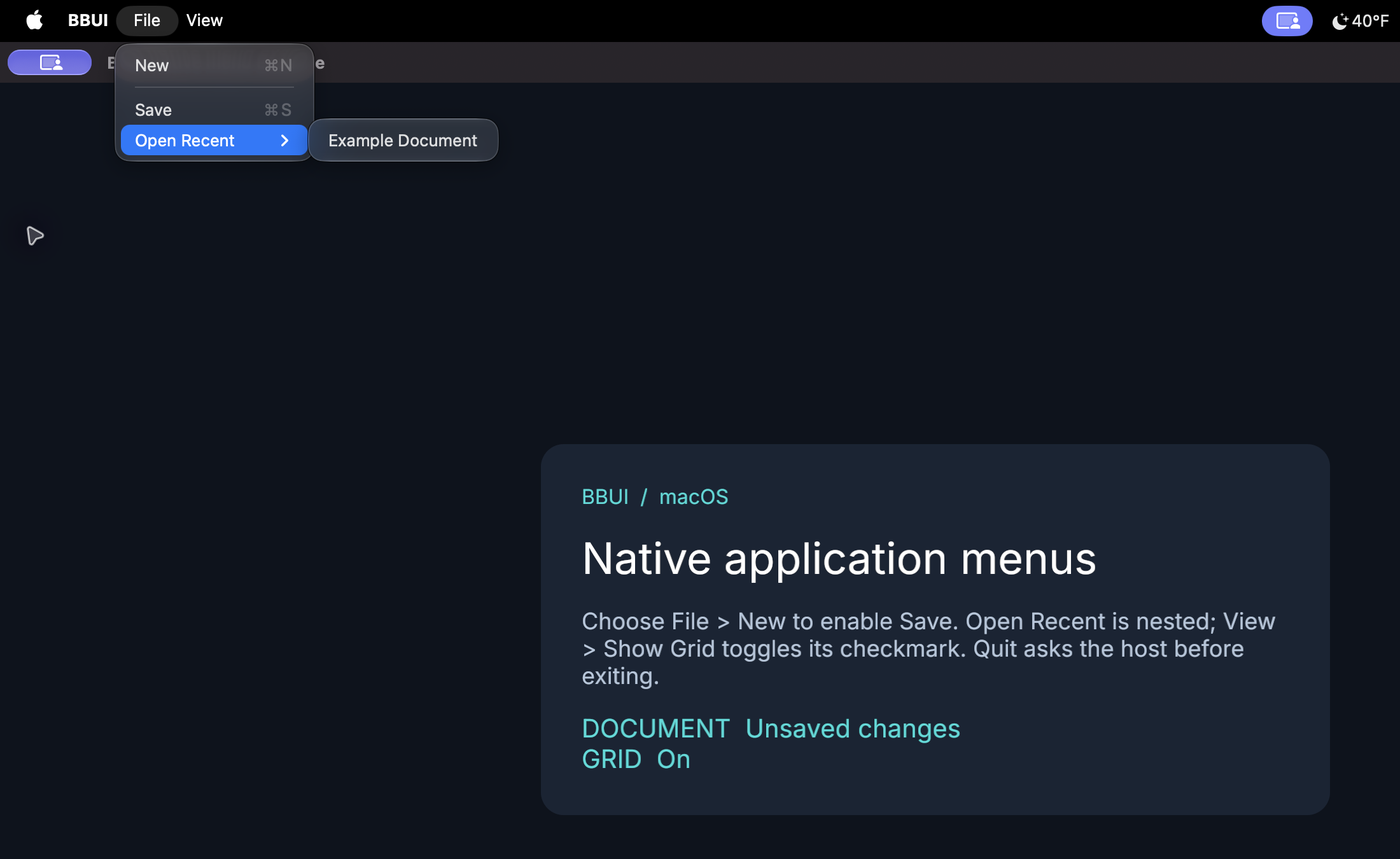 BBUI File View 40°F
New ⌘N
Save ⌘S
Open Recent
Example Document
BBUI / macOS
Native application menus
Choose File > New to enable Save. Open Recent is nested; View
> Show Grid toggles its checkmark. Quit asks the host before
exiting.
DOCUMENT Unsaved changes
GRID On